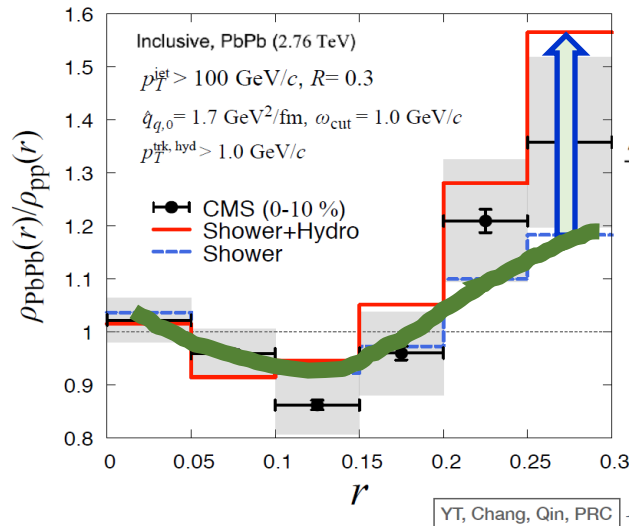 1.6
1.5
1.4
1.3
1.2
1.1
1
0.9
0.8
ρPbPb(r)/ρpp(r)
Inclusive, PbPb (2.76 TeV)
p_T^jet > 100 GeV/c, R= 0.3
q̂_q,0 = 1.7 GeV²/fm, ω_cut = 1.0 GeV/c
p_T^trk, hyd > 1.0 GeV/c
CMS (0-10 %)
Shower+Hydro
Shower
0 0.05 0.1 0.15 0.2 0.25 0.3
r
YT, Chang, Qin, PRC